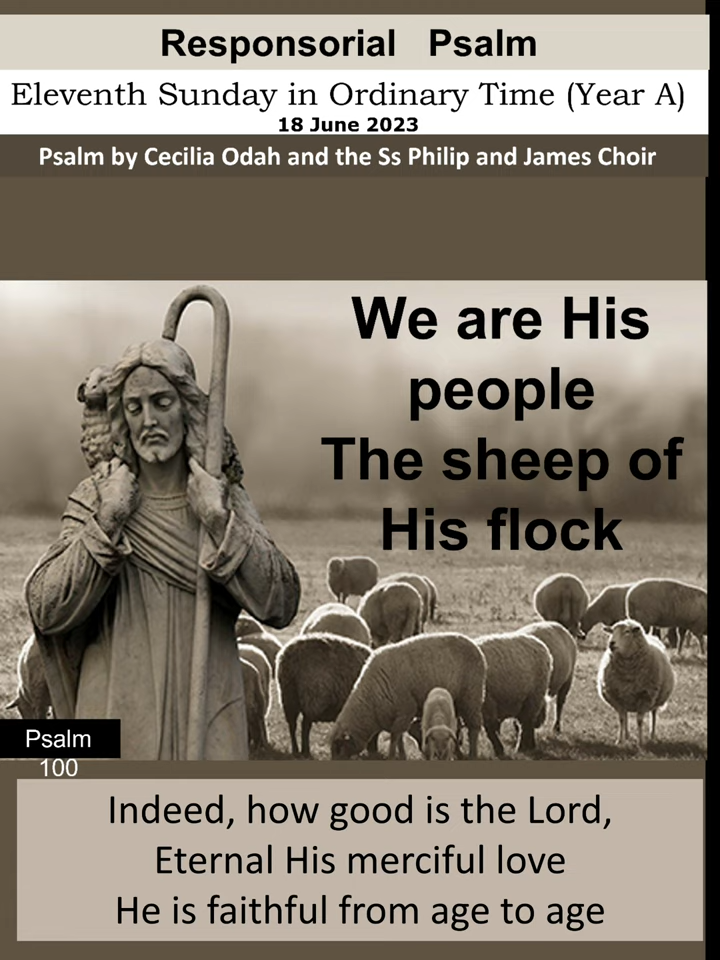 Responsorial Psalm
Eleventh Sunday in Ordinary Time (Year A)
18 June 2023
Psalm by Cecilia Odah and the Ss Philip and James Choir
We are His
people
The sheep of
His flock
Psalm
100
Indeed, how good is the Lord,
Eternal His merciful love
He is faithful from age to age